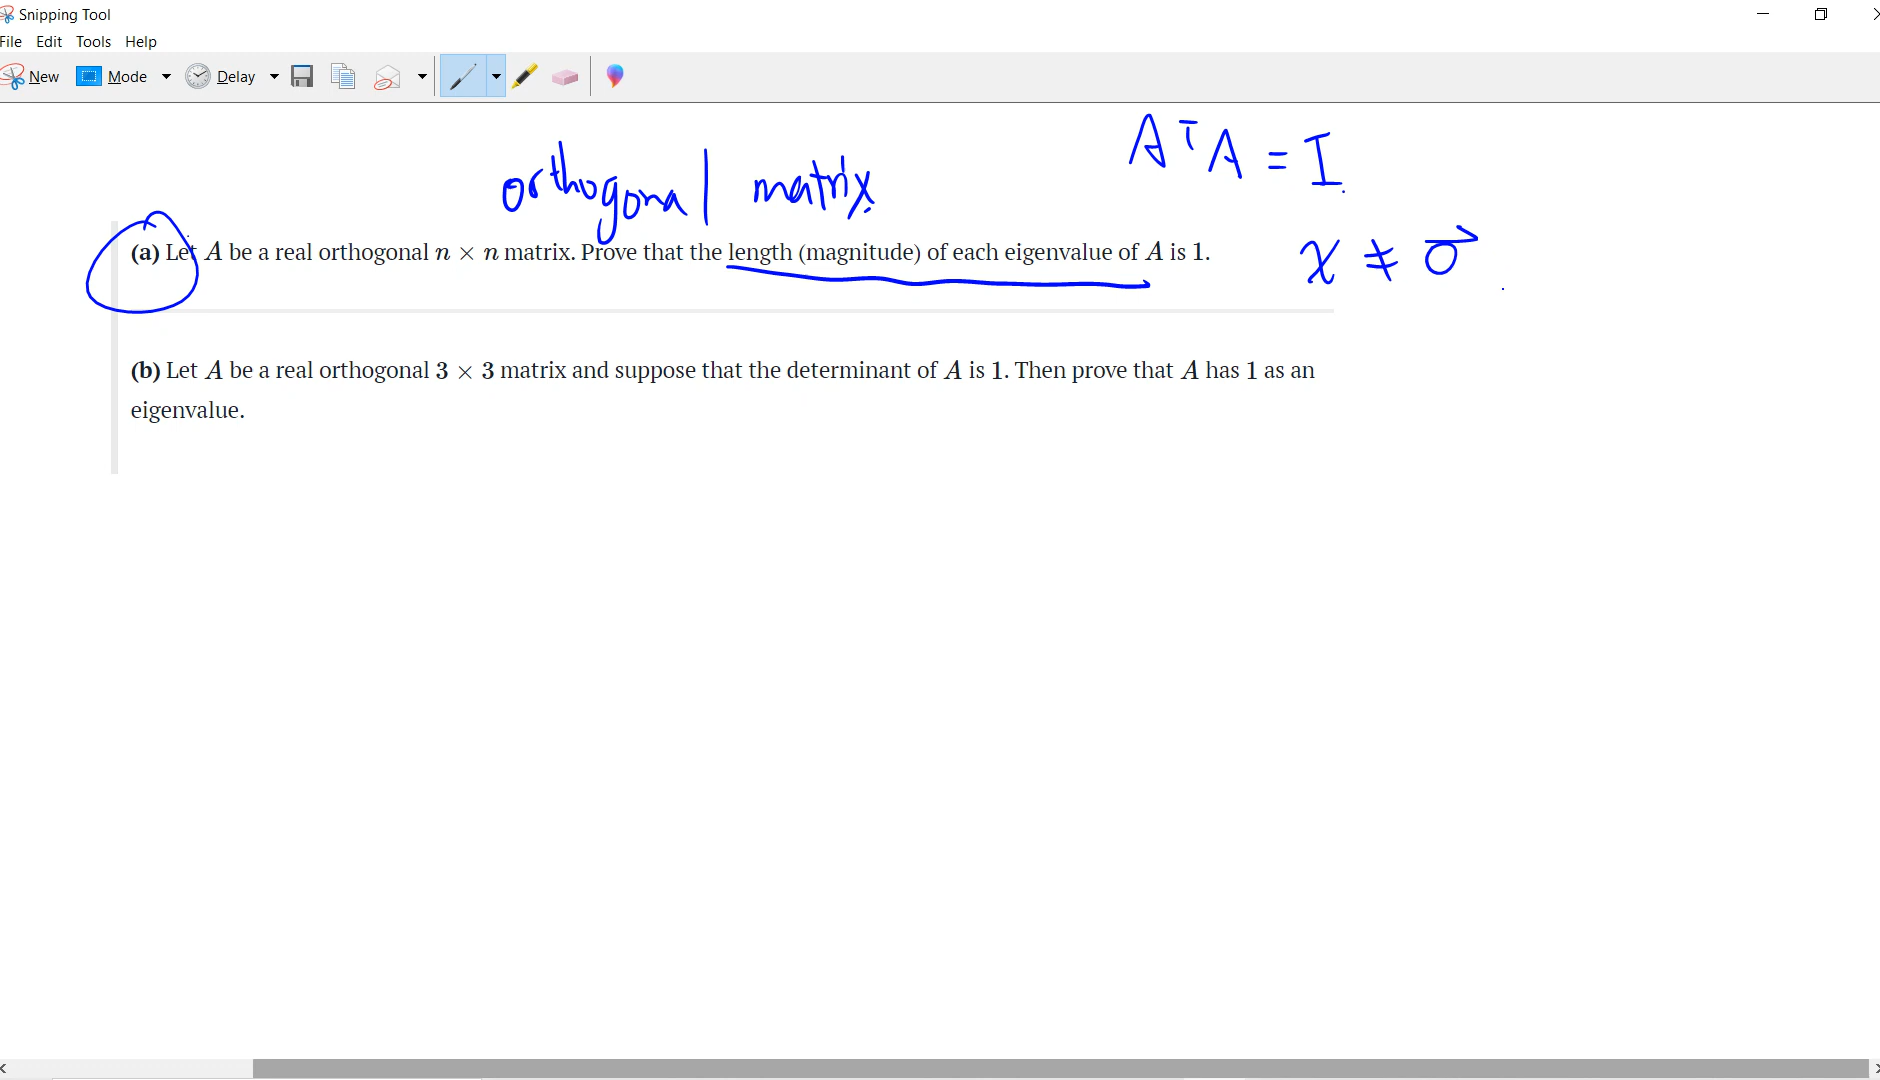 Snipping Tool
File Edit Tools Help
New Mode Delay
A^T A = I
orthogonal matrix
(a) Let A be a real orthogonal n × n matrix. Prove that the length (magnitude) of each eigenvalue of A is 1.
x ≠ 0⃗
(b) Let A be a real orthogonal 3 × 3 matrix and suppose that the determinant of A is 1. Then prove that A has 1 as an
eigenvalue.